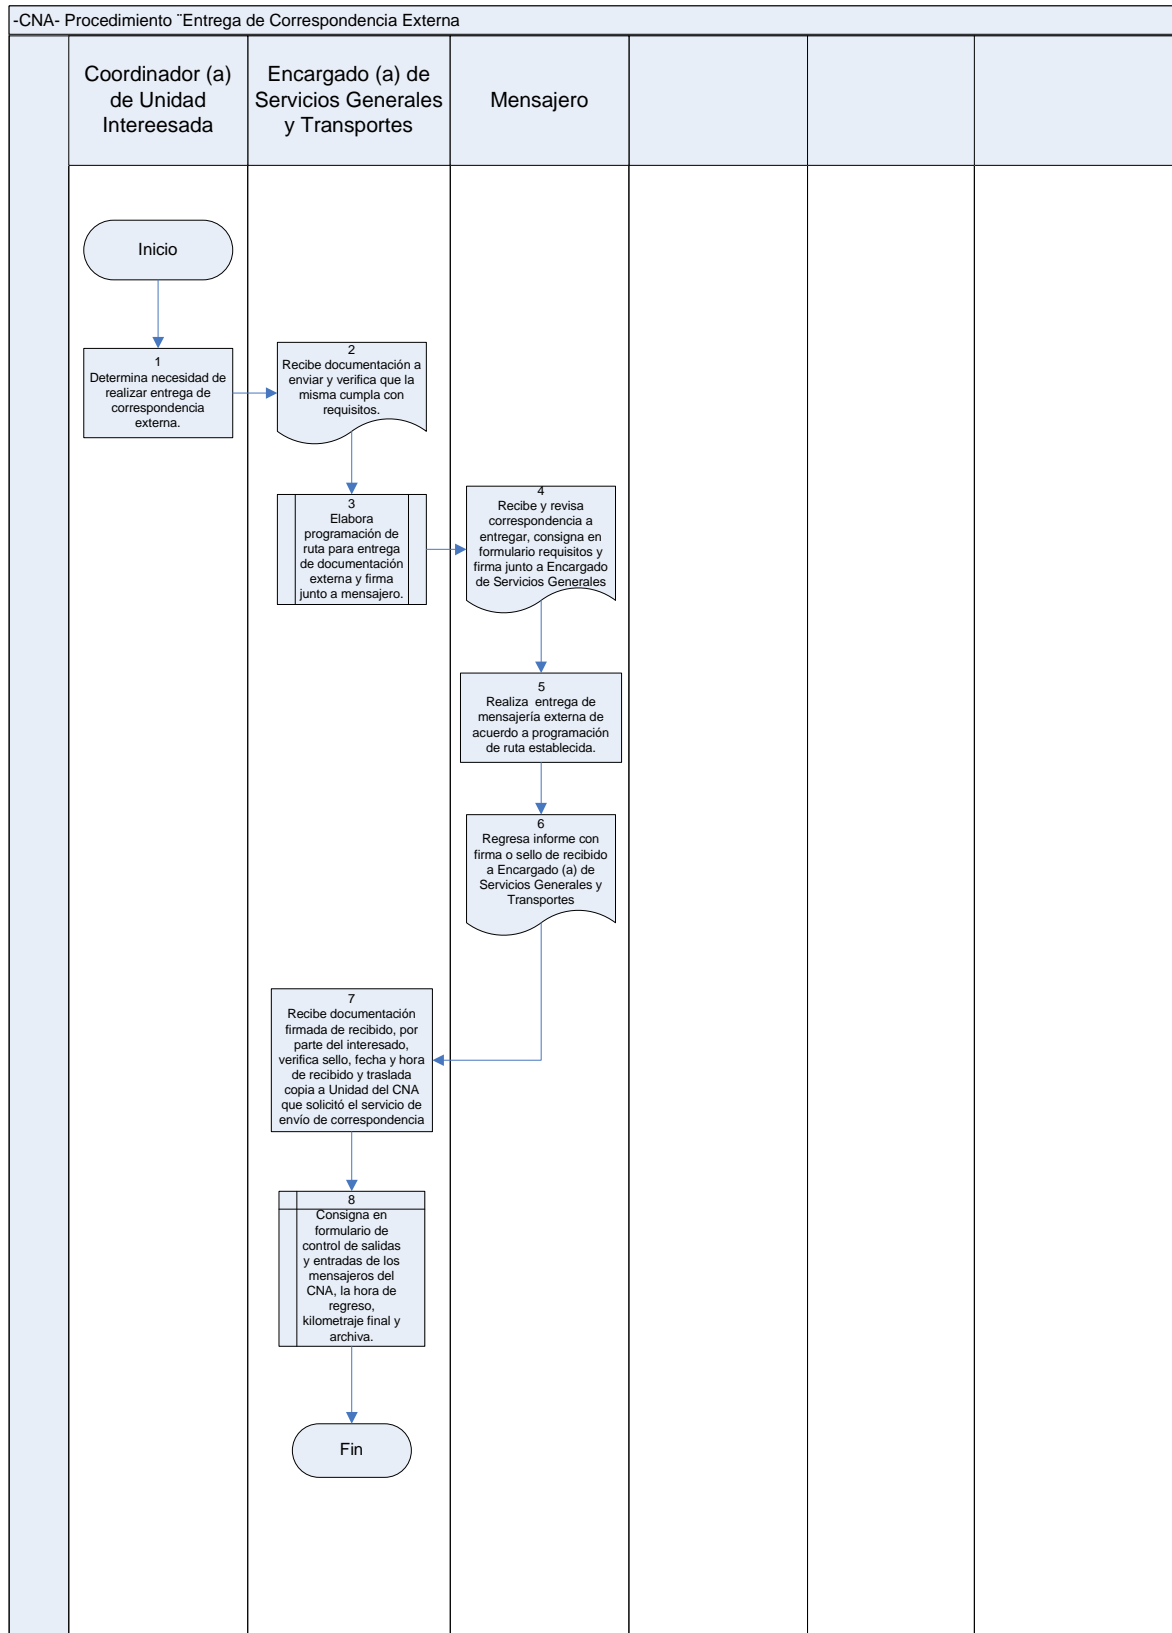 -CNA- Procedimiento ¨Entrega de Correspondencia Externa
Coordinador (a)
de Unidad
Intereesada
Encargado (a) de
Servicios Generales
y Transportes
Mensajero
Inicio
1
Determina necesidad de
realizar entrega de
correspondencia
externa.
2
Recibe documentación a
enviar y verifica que la
misma cumpla con
requisitos.
3
Elabora
programación de
ruta para entrega
de documentación
externa y firma
junto a mensajero.
4
Recibe y revisa
correspondencia a
entregar, consigna en
formulario requisitos y
firma junto a Encargado
de Servicios Generales
5
Realiza  entrega de
mensajería externa de
acuerdo a programación
de ruta establecida.
6
Regresa informe con
firma o sello de recibido
a Encargado (a) de
Servicios Generales y
Transportes
7
Recibe documentación
firmada de recibido, por
parte del interesado,
verifica sello, fecha y hora
de recibido y traslada
copia a Unidad del CNA
que solicitó el servicio de
envío de correspondencia
8
Consigna en
formulario de
control de salidas
y entradas de los
mensajeros del
CNA, la hora de
regreso,
kilometraje final y
archiva.
Fin